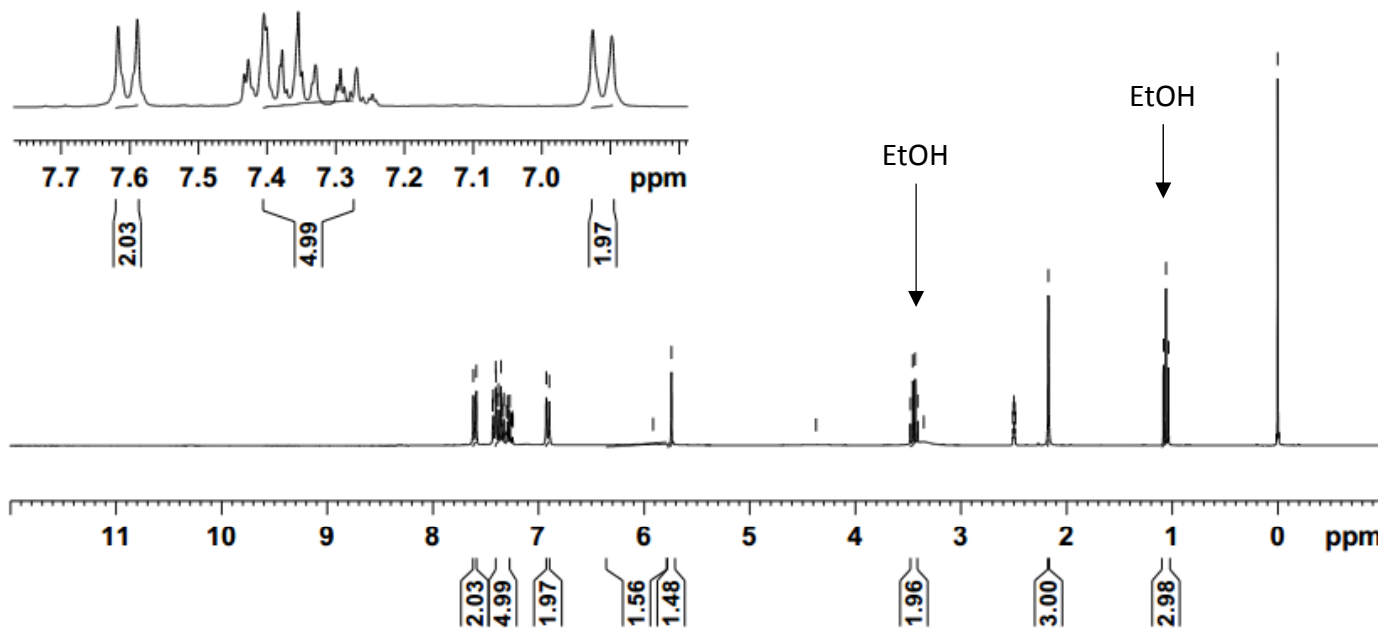 EtOH
EtOH
7.7 7.6 7.5 7.4 7.3 7.2 7.1 7.0 ppm
2.03 4.99 1.97
11 10 9 8 7 6 5 4 3 2 1 0 ppm
2.03 4.99 1.97 1.56 1.48 1.96 3.00 2.98